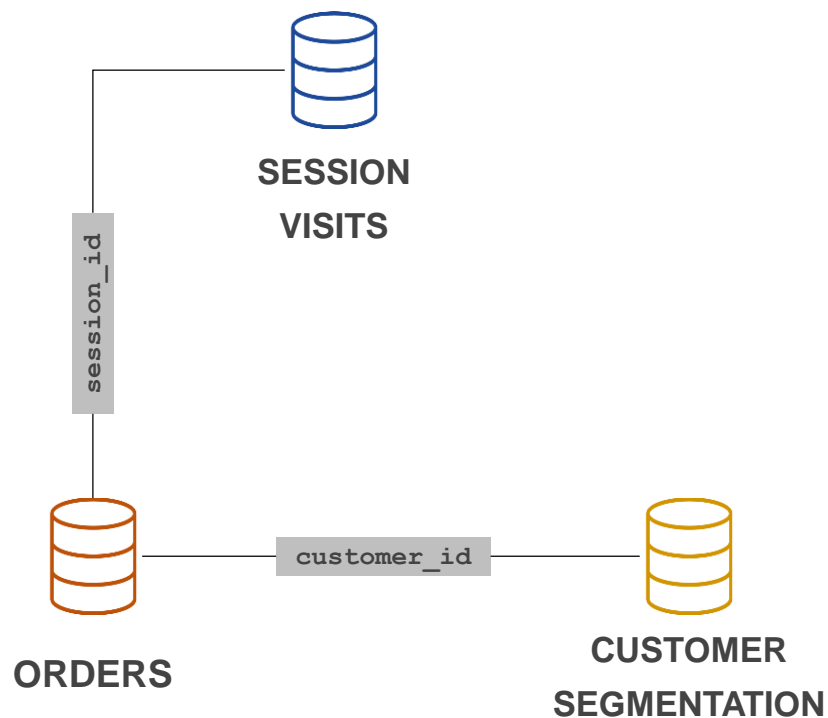 SESSION
VISITS
session_id
customer_id
ORDERS
CUSTOMER
SEGMENTATION